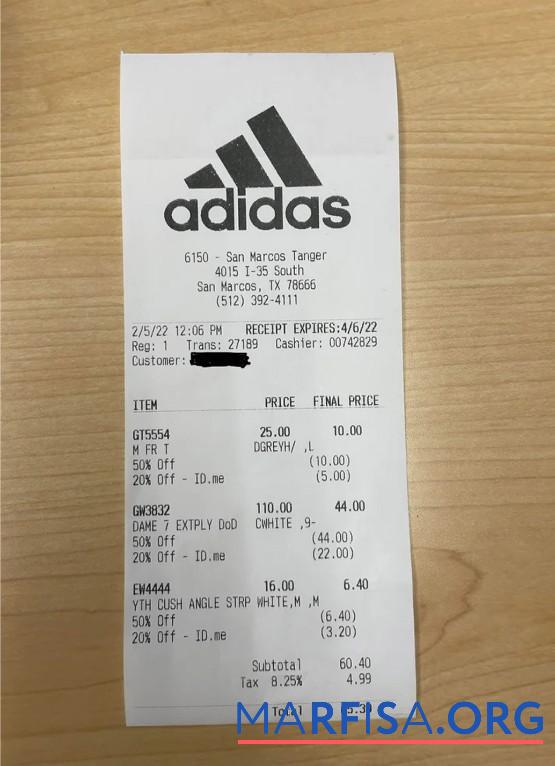 adidas
6150 - San Marcos Tanger
4015 I-35 South
San Marcos, TX 78666
(512) 392-4111
2/5/22 12:06 PM RECEIPT EXPIRES:4/6/22
Reg: 1 Trans: 27189 Cashier: 00742829
Customer:
ITEM PRICE FINAL PRICE
GT5554 25.00 10.00
M FR T DGREYH/ ,L
50% Off (10.00)
20% Off - ID.me (5.00)
GW3832 110.00 44.00
DAME 7 EXTPLY DoD CWHITE ,9-
50% Off (44.00)
20% Off - ID.me (22.00)
EW4444 16.00 6.40
YTH CUSH ANGLE STRP WHITE,M ,M
50% Off (6.40)
20% Off - ID.me (3.20)
Subtotal 60.40
Tax 8.25% 4.99
Total
MARFISA.ORG